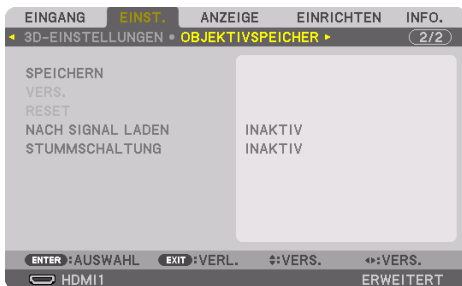 EINGANG EINST. ANZEIGE EINRICHTEN INFO.
◂ 3D-EINSTELLUNGEN • OBJEKTIVSPEICHER ▸ 2/2
SPEICHERN
VERS.
RESET
NACH SIGNAL LADEN INAKTIV
STUMMSCHALTUNG INAKTIV
ENTER :AUSWAHL EXIT :VERL. ♦:VERS. ◂▸:VERS.
HDMI1 ERWEITERT